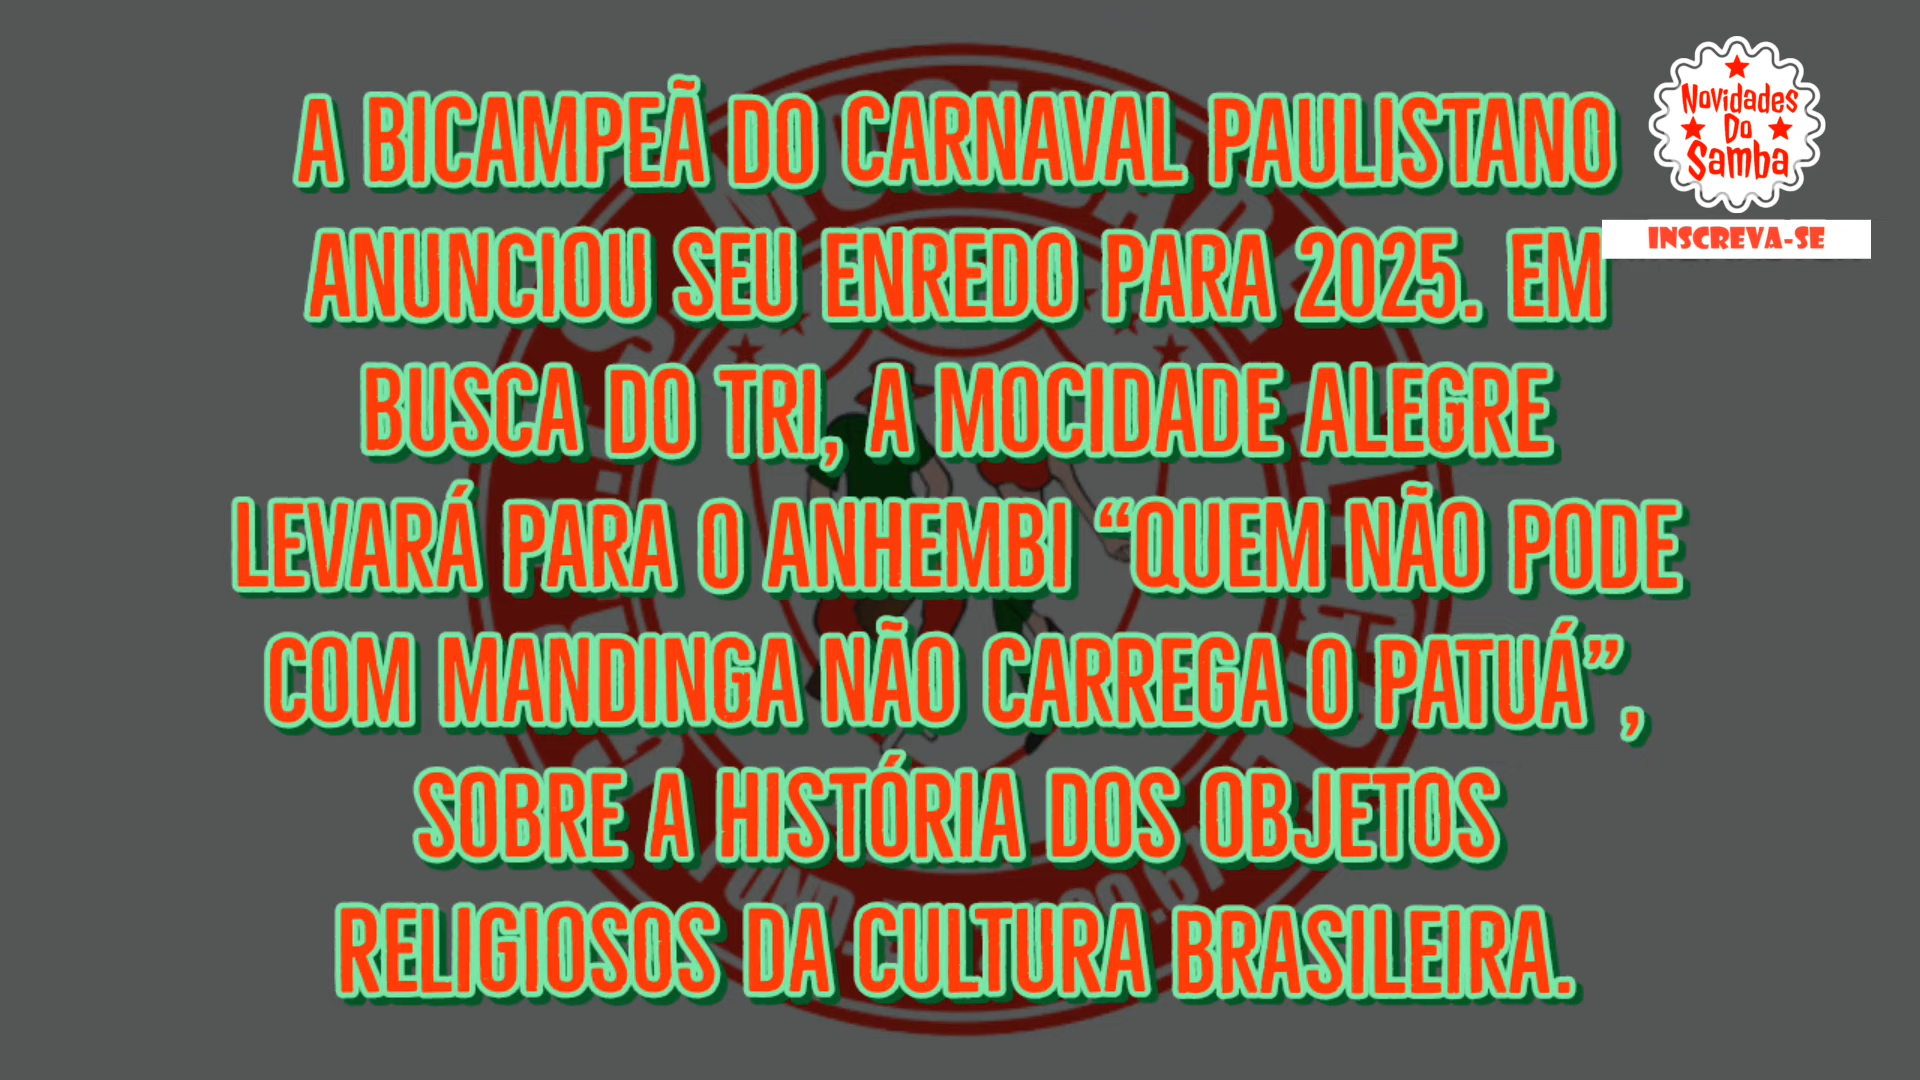 A BICAMPEÃ DO CARNAVAL PAULISTANO
ANUNCIOU SEU ENREDO PARA 2025. EM
BUSCA DO TRI, A MOCIDADE ALEGRE
LEVARÁ PARA O ANHEMBI “QUEM NÃO PODE
COM MANDINGA NÃO CARREGA O PATUÁ”,
SOBRE A HISTÓRIA DOS OBJETOS
RELIGIOSOS DA CULTURA BRASILEIRA.
Novidades
Do
Samba
INSCREVA-SE